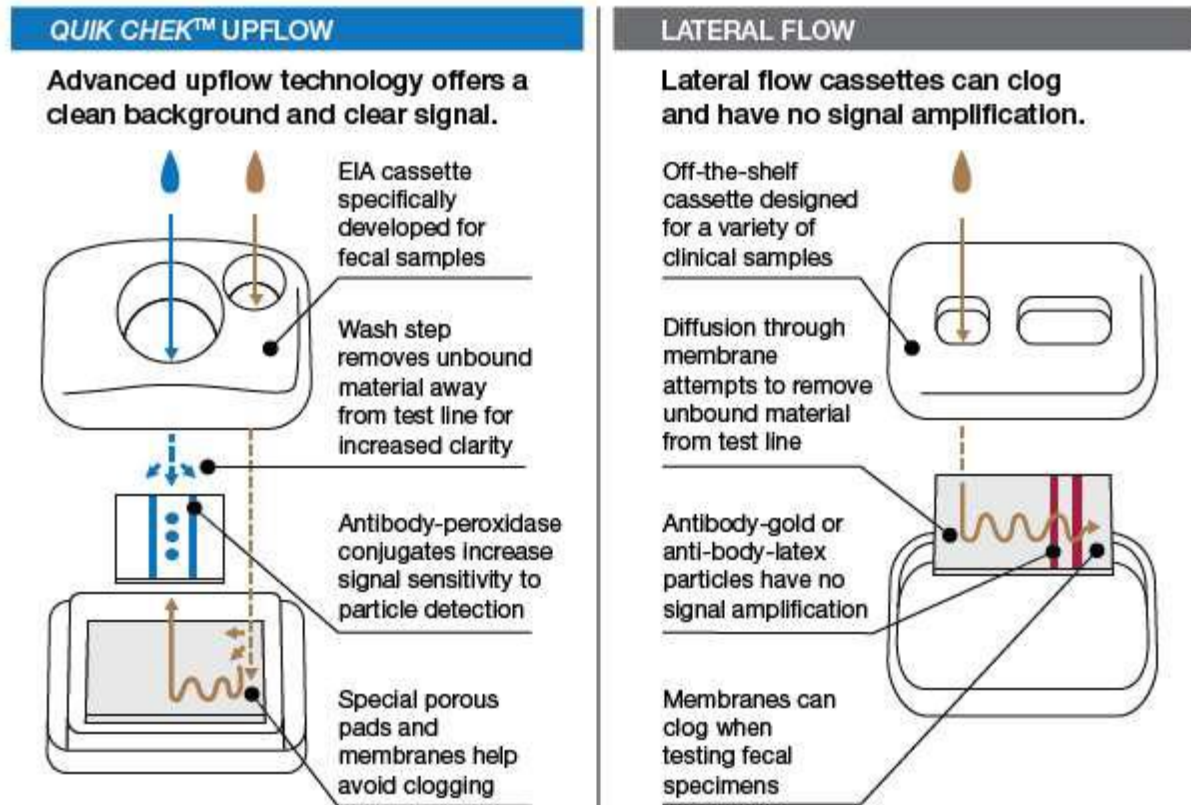 QUIK CHEK™ UPFLOW
Advanced upflow technology offers a
clean background and clear signal.
EIA cassette
specifically
developed for
fecal samples
Wash step
removes unbound
material away
from test line for
increased clarity
Antibody-peroxidase
conjugates increase
signal sensitivity to
particle detection
Special porous
pads and
membranes help
avoid clogging
LATERAL FLOW
Lateral flow cassettes can clog
and have no signal amplification.
Off-the-shelf
cassette designed
for a variety of
clinical samples
Diffusion through
membrane
attempts to remove
unbound material
from test line
Antibody-gold or
anti-body-latex
particles have no
signal amplification
Membranes can
clog when
testing fecal
specimens